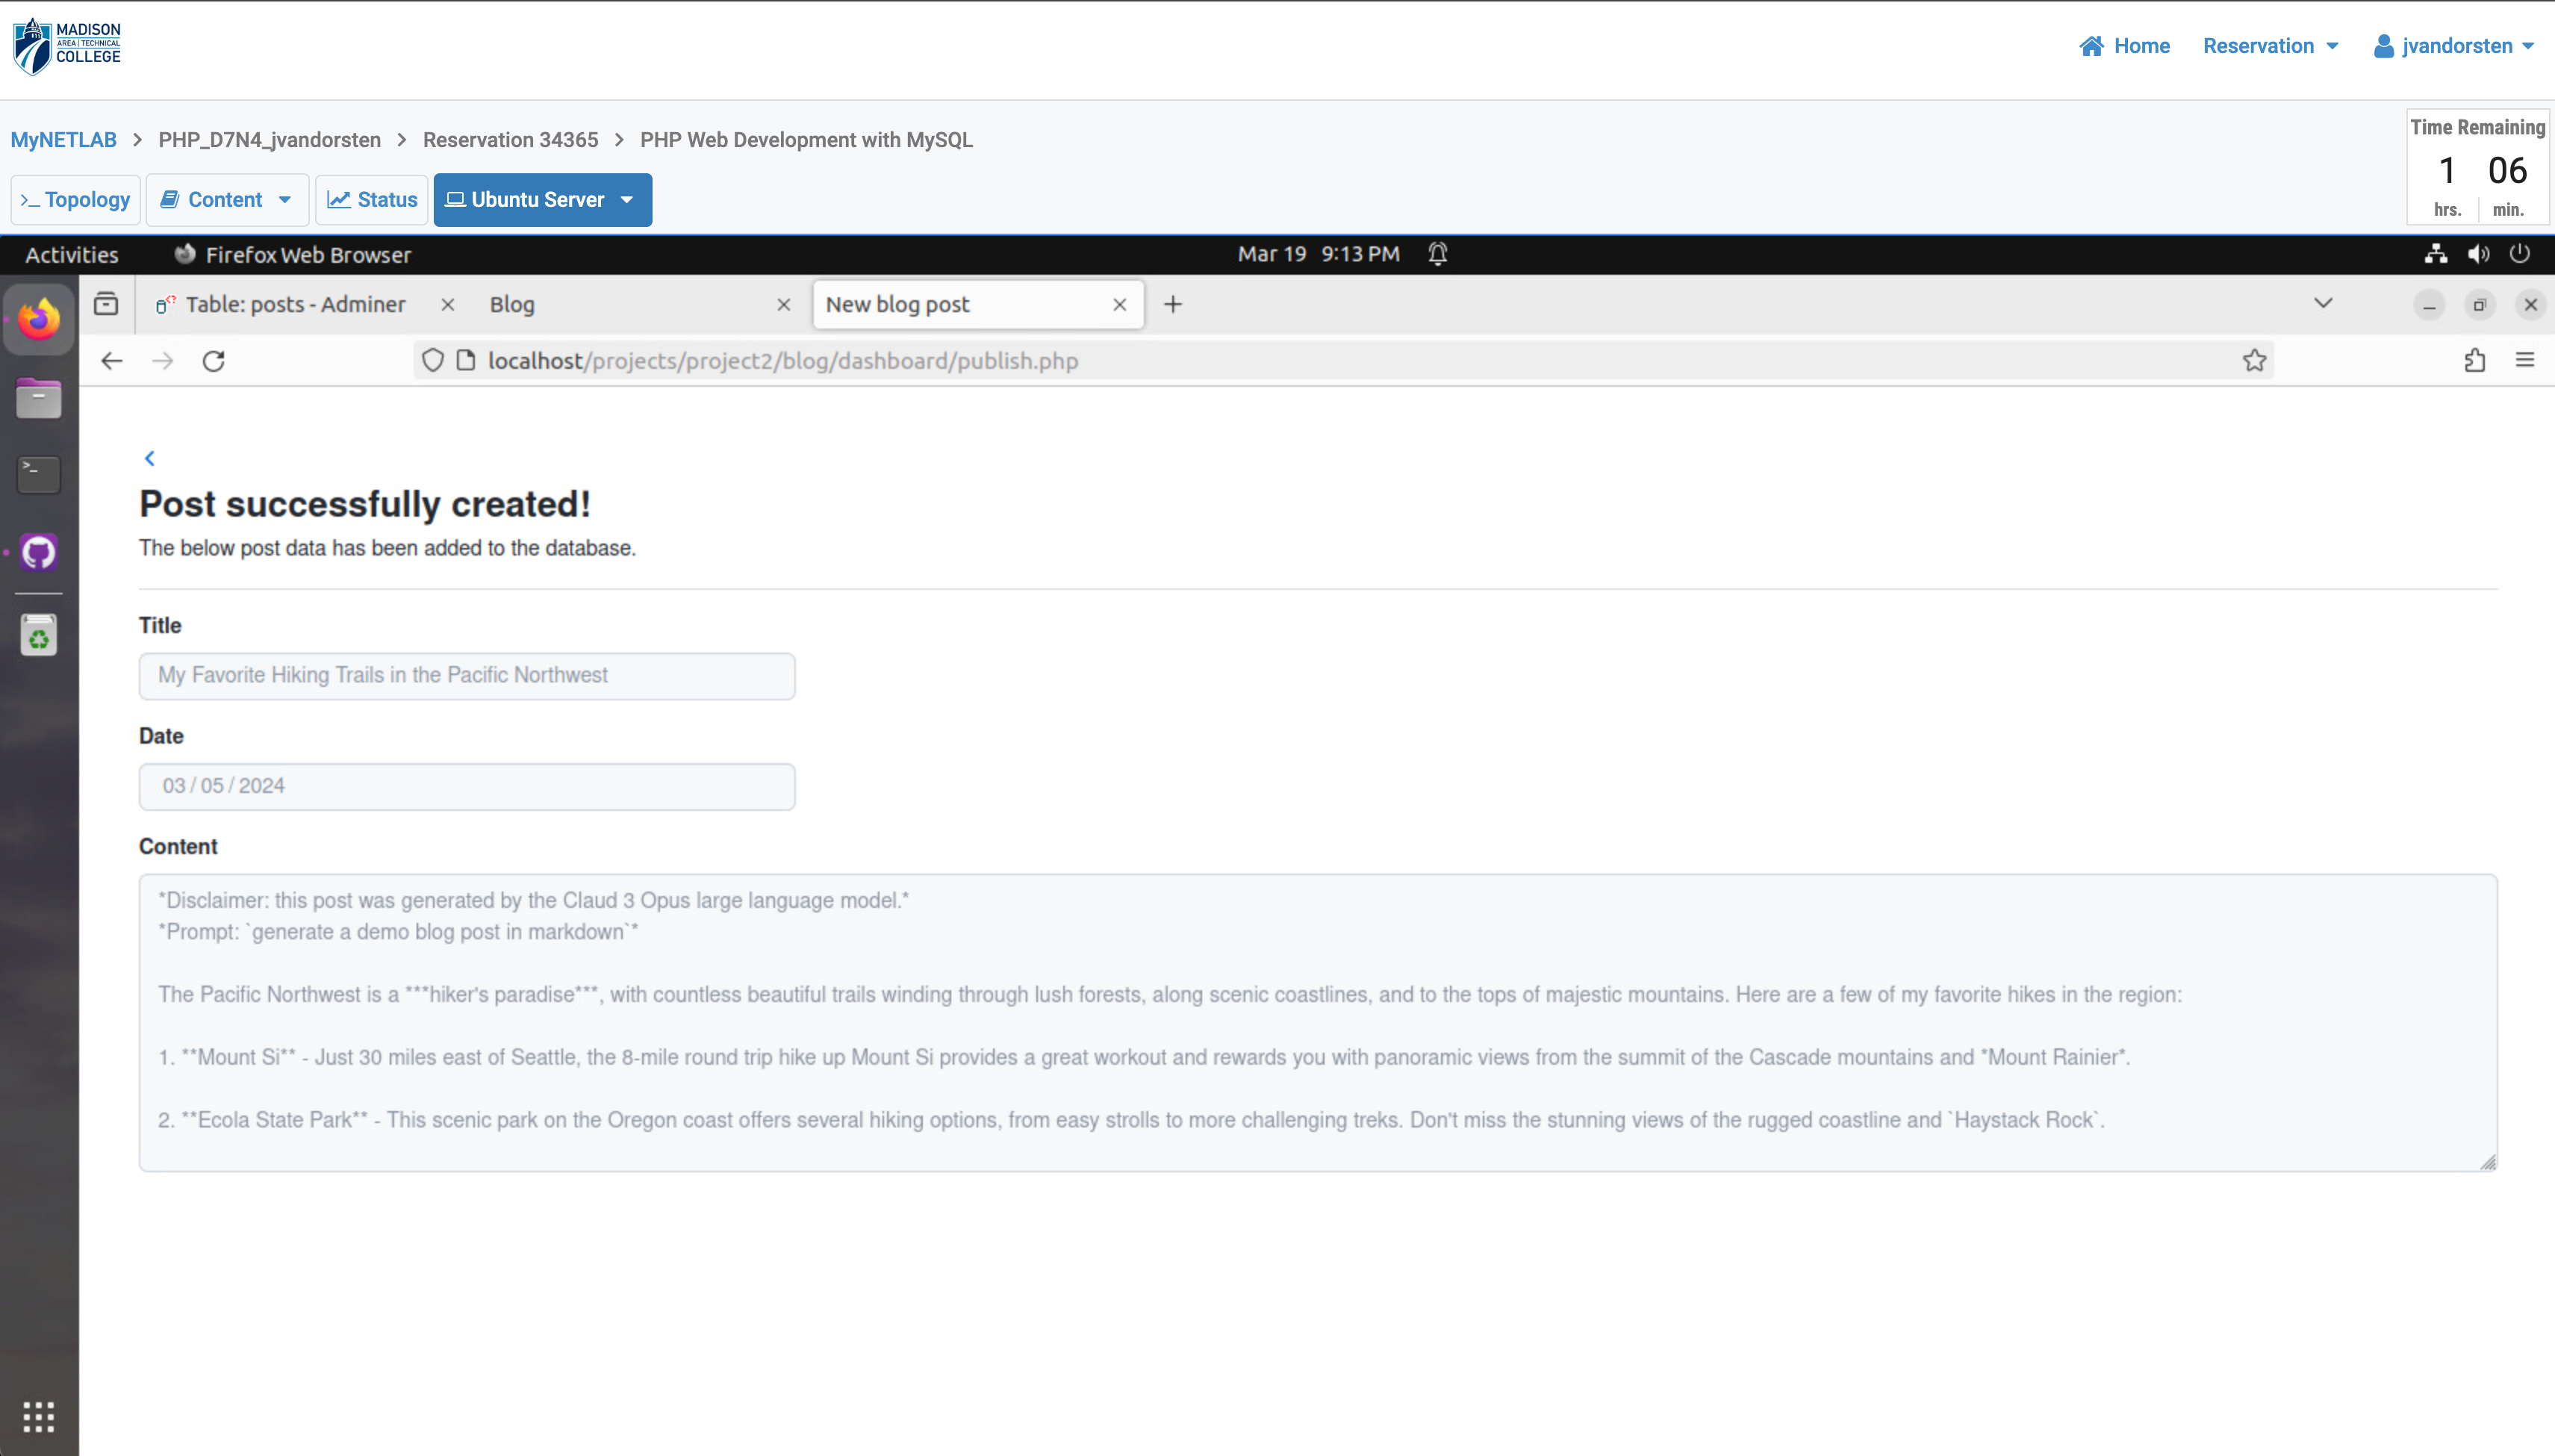 MADISON
AREA | TECHNICAL
COLLEGE
Home
Reservation
jvandorsten
MyNETLAB > PHP_D7N4_jvandorsten > Reservation 34365 > PHP Web Development with MySQL
Time Remaining
1 06
hrs. min.
>_ Topology
Content
Status
Ubuntu Server
Activities
Firefox Web Browser
Mar 19 9:13 PM
Table: posts - Adminer
Blog
New blog post
localhost/projects/project2/blog/dashboard/publish.php
Post successfully created!
The below post data has been added to the database.
Title
My Favorite Hiking Trails in the Pacific Northwest
Date
03 / 05 / 2024
Content
*Disclaimer: this post was generated by the Claud 3 Opus large language model.*
*Prompt: `generate a demo blog post in markdown`*
The Pacific Northwest is a ***hiker's paradise***, with countless beautiful trails winding through lush forests, along scenic coastlines, and to the tops of majestic mountains. Here are a few of my favorite hikes in the region:
1. **Mount Si** - Just 30 miles east of Seattle, the 8-mile round trip hike up Mount Si provides a great workout and rewards you with panoramic views from the summit of the Cascade mountains and *Mount Rainier*.
2. **Ecola State Park** - This scenic park on the Oregon coast offers several hiking options, from easy strolls to more challenging treks. Don't miss the stunning views of the rugged coastline and `Haystack Rock`.